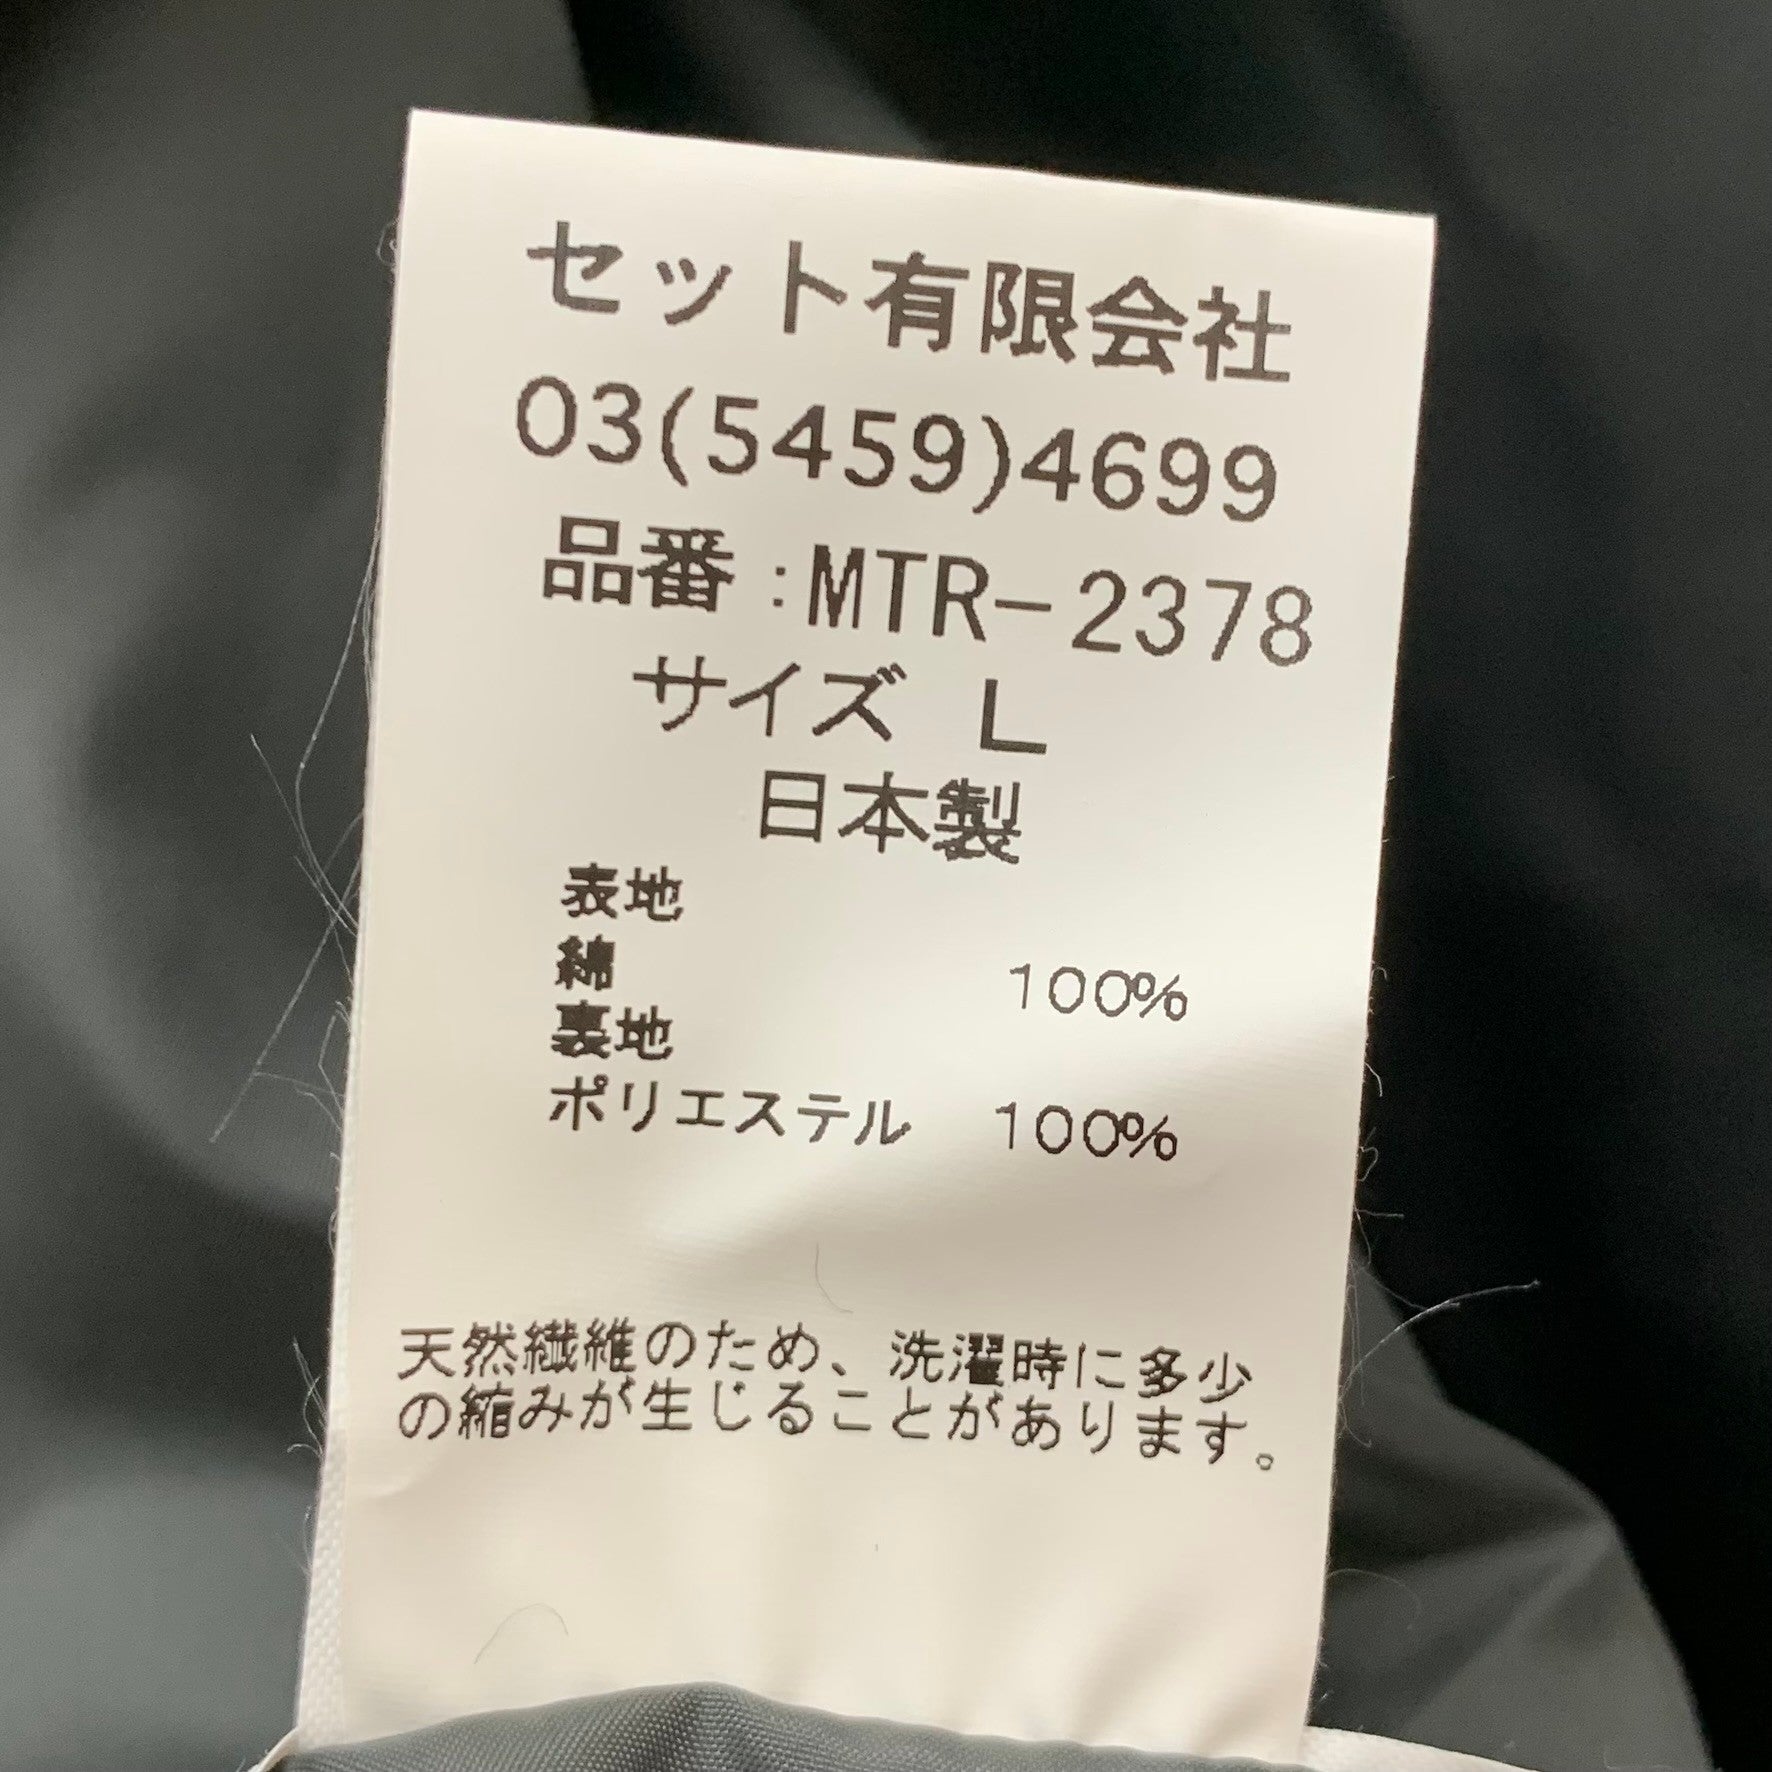 セット有限会社
03(5459)4699
品番:MTR-2378
サイズ L
日本製
表地
綿 100%
裏地
ポリエステル 100%
天然繊維のため、洗濯時に多少
の縮みが生じることがあります。